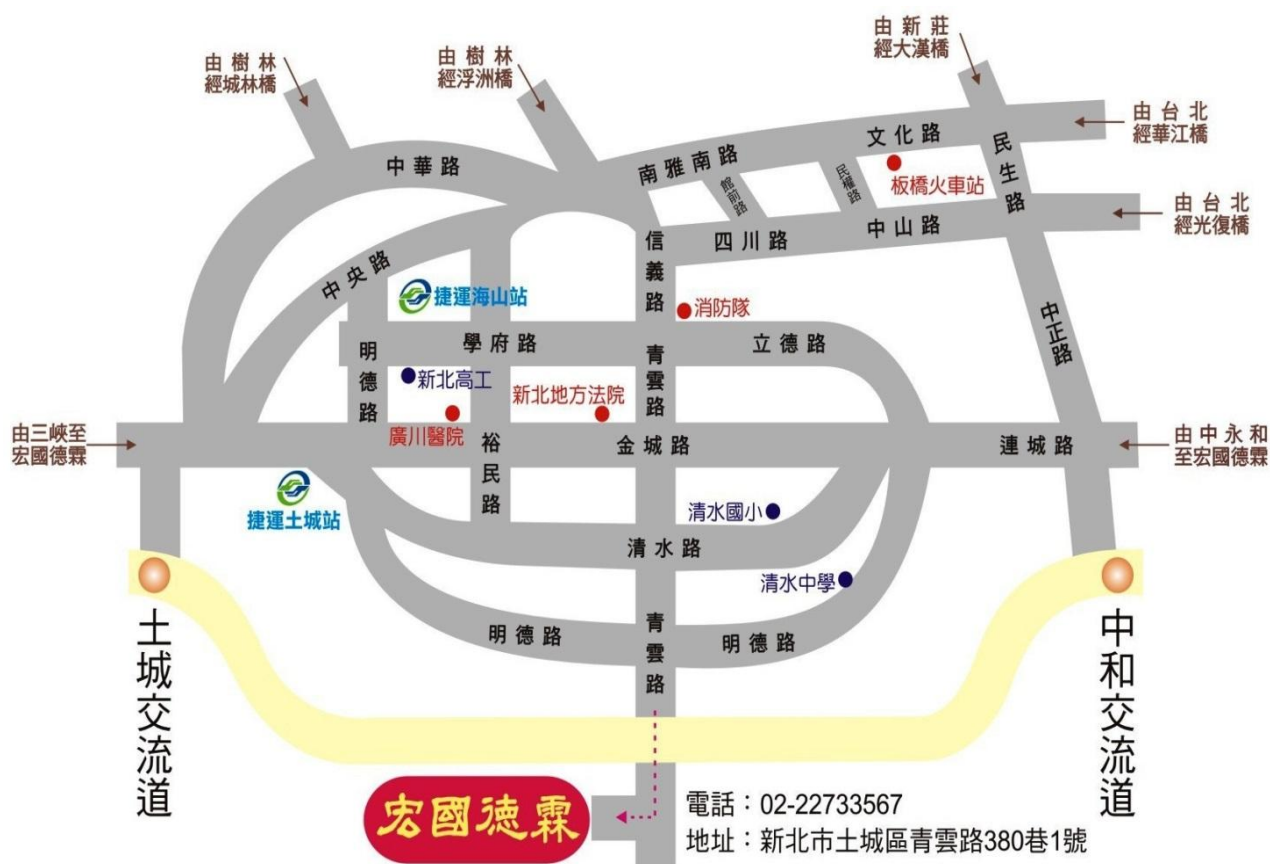 由新莊
經大漢橋
由樹林
經城林橋
由樹林
經浮洲橋
由台北
經華江橋
文化路
民生路
中華路
南雅南路
館前路
民權路
板橋火車站
由台北
經光復橋
信義路
四川路
中山路
中央路
捷運海山站
消防隊
中正路
學府路
立德路
明德路
青雲路
新北高工
新北地方法院
廣川醫院
由三峽至
宏國德霖
裕民路
金城路
連城路
由中永和
至宏國德霖
捷運土城站
清水國小
清水路
清水中學
明德路
青雲路
明德路
土城交流道
中和交流道
宏國德霖
電話：02-22733567
地址：新北市土城區青雲路380巷1號